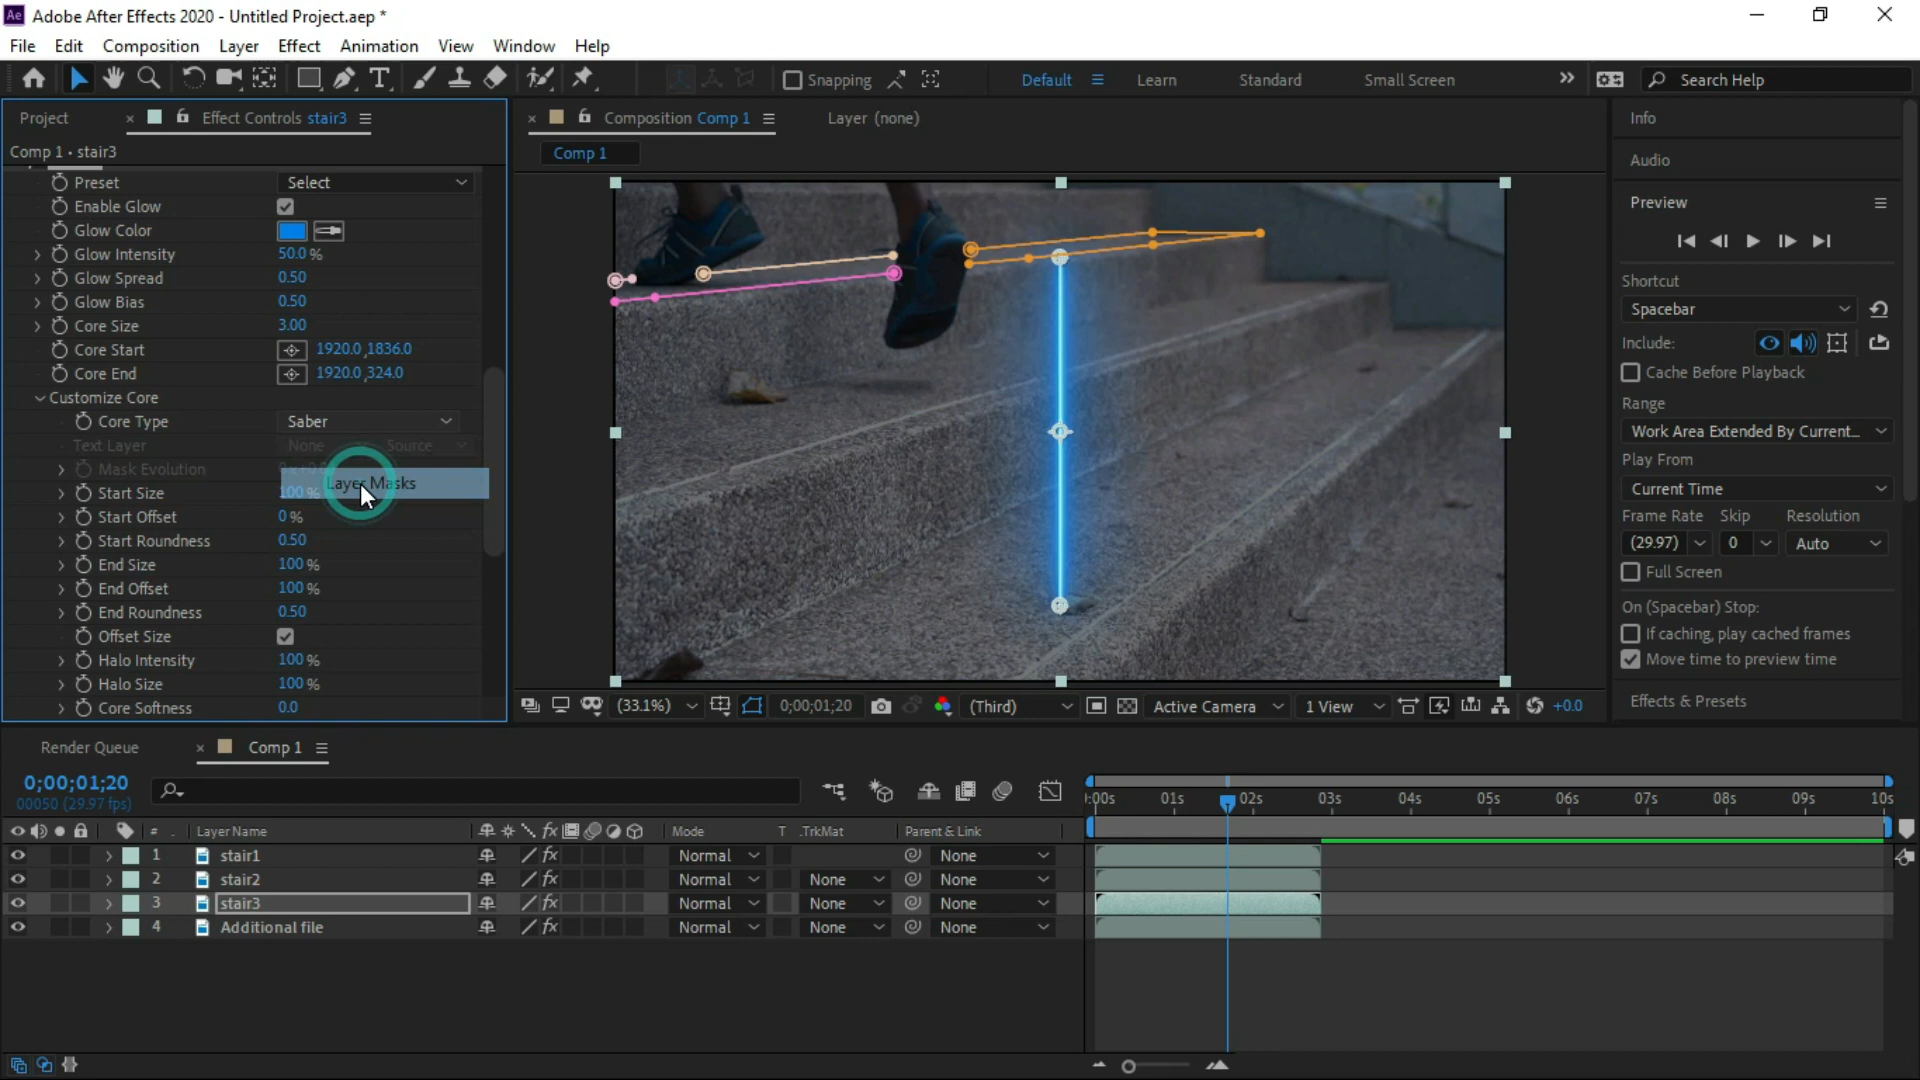 Ae Adobe After Effects 2020 - Untitled Project.aep *
File Edit Composition Layer Effect Animation View Window Help
T Snapping Default Learn Standard Small Screen Search Help
Project Effect Controls stair3
Comp 1 • stair3
Preset Select
Enable Glow
Glow Color
Glow Intensity 50.0 %
Glow Spread 0.50
Glow Bias 0.50
Core Size 3.00
Core Start 1920.0,1836.0
Core End 1920.0,324.0
Customize Core
Core Type Saber
Text Layer None Source
Mask Evolution
Layer Masks
Start Size 100 %
Start Offset 0 %
Start Roundness 0.50
End Size 100 %
End Offset 100 %
End Roundness 0.50
Offset Size
Halo Intensity 100 %
Halo Size 100 %
Core Softness 0.0
Composition Comp 1 Layer (none)
Comp 1
(33.1%) 0;00;01;20 (Third) Active Camera 1 View +0.0
Info
Audio
Preview
Shortcut
Spacebar
Include:
Cache Before Playback
Range
Work Area Extended By Current...
Play From
Current Time
Frame Rate Skip Resolution
(29.97) 0 Auto
Full Screen
On (Spacebar) Stop:
If caching, play cached frames
Move time to preview time
Effects & Presets
Render Queue Comp 1
0;00;01;20
00050 (29.97 fps)
:00s 01s 02s 03s 04s 05s 06s 07s 08s 09s 10s
# . Layer Name fx Mode T .TrkMat Parent & Link
1 stair1 fx Normal None
2 stair2 fx Normal None None
3 stair3 fx Normal None None
4 Additional file fx Normal None None